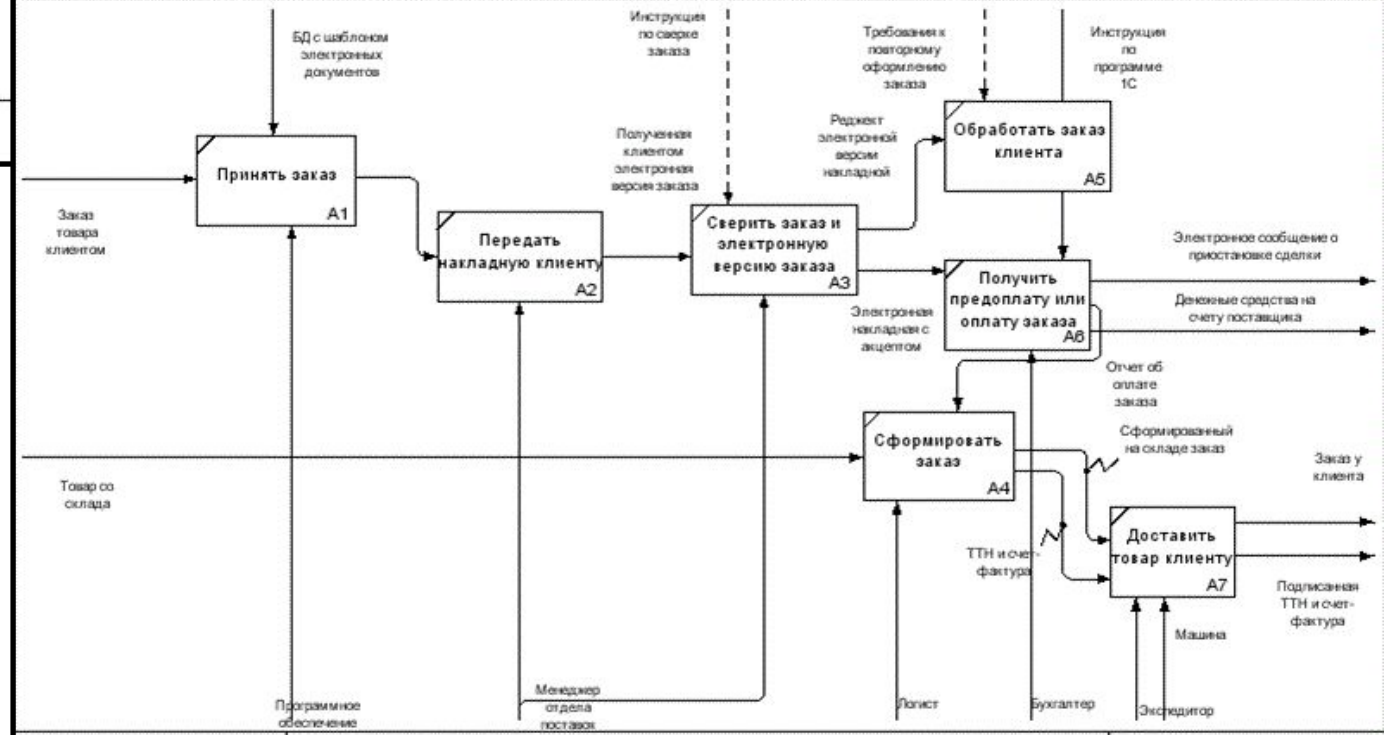 БД с шаблоном
электронных
документов
Инструкция
по сверке
заказа
Требования к
повторному
оформлению
заказа
Инструкция
по
программе
1С
Принять заказ
A1
Заказ
товара
клиентом
Полученная
клиентом
электронная
версия заказа
Реджект
электронной
версии
накладной
Обработать заказ
клиента
A5
Передать
накладную клиенту
A2
Сверить заказ и
электронную
версию заказа
A3
Электронная
накладная с
акцептом
Получить
предоплату или
оплату заказа
A6
Электронное сообщение о
приостановке сделки
Денежные средства на
счету поставщика
Отчет об
оплате
заказа
Товар со
склада
Сформировать
заказ
A4
Сформированный
на складе заказ
ТТН и счет-
фактура
Доставить
товар клиенту
A7
Заказ у
клиента
Подписанная
ТТН и счет-
фактура
Машина
Программное
обеспечение
Менеджер
отдела
поставок
Логист
Бухгалтер
Экспедитор